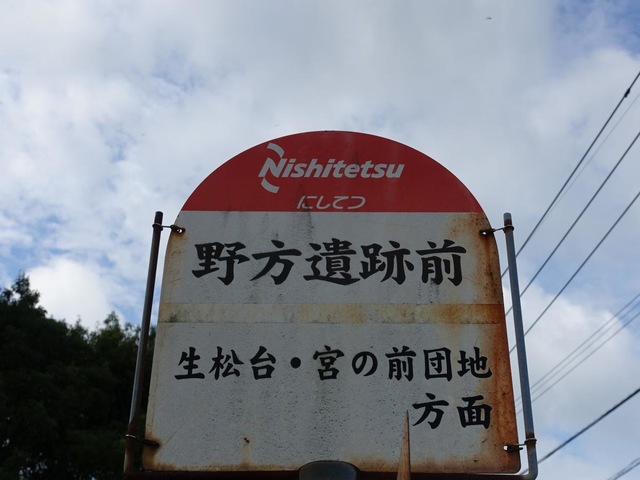 Nishitetsu
にしてつ
野方遺跡前
生松台・宮の前団地
方面